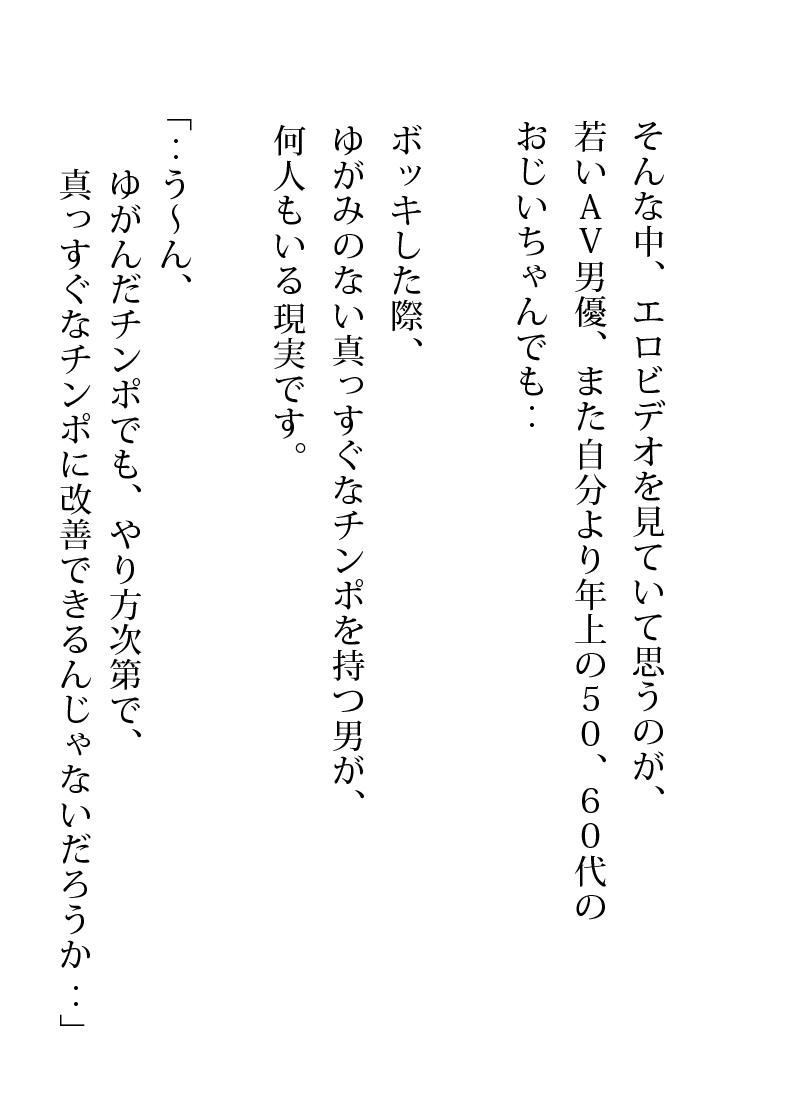 そんな中、エロビデオを見ていて思うのが、
若いＡＶ男優、また自分より年上の５０、６０代の
おじいちゃんでも‥
ボッキした際、
ゆがみのない真っすぐなチンポを持つ男が、
何人もいる現実です。
「‥う～ん、
ゆがんだチンポでも、やり方次第で、
真っすぐなチンポに改善できるんじゃないだろうか‥」